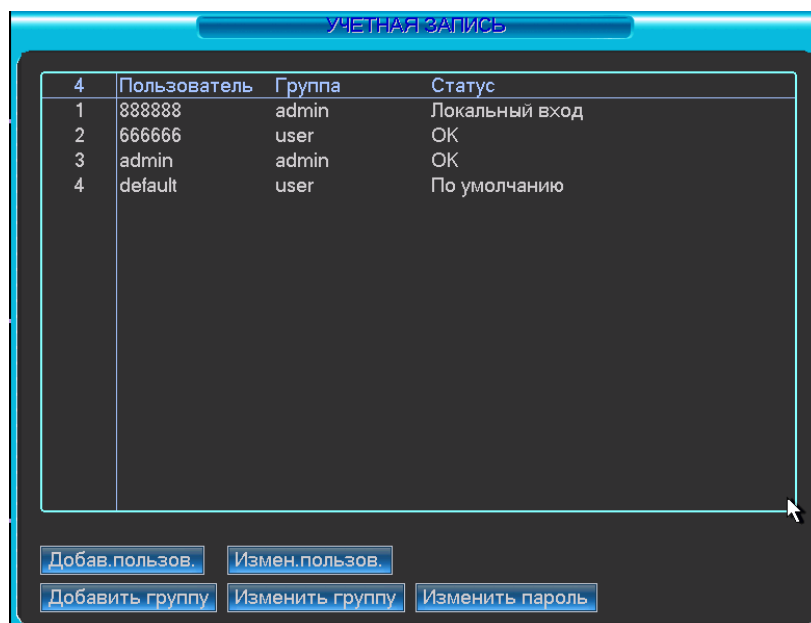 УЧЕТНАЯ ЗАПИСЬ
4 Пользователь Группа Статус
1 888888 admin Локальный вход
2 666666 user OK
3 admin admin OK
4 default user По умолчанию
Добав.пользов. Измен.пользов.
Добавить группу Изменить группу Изменить пароль